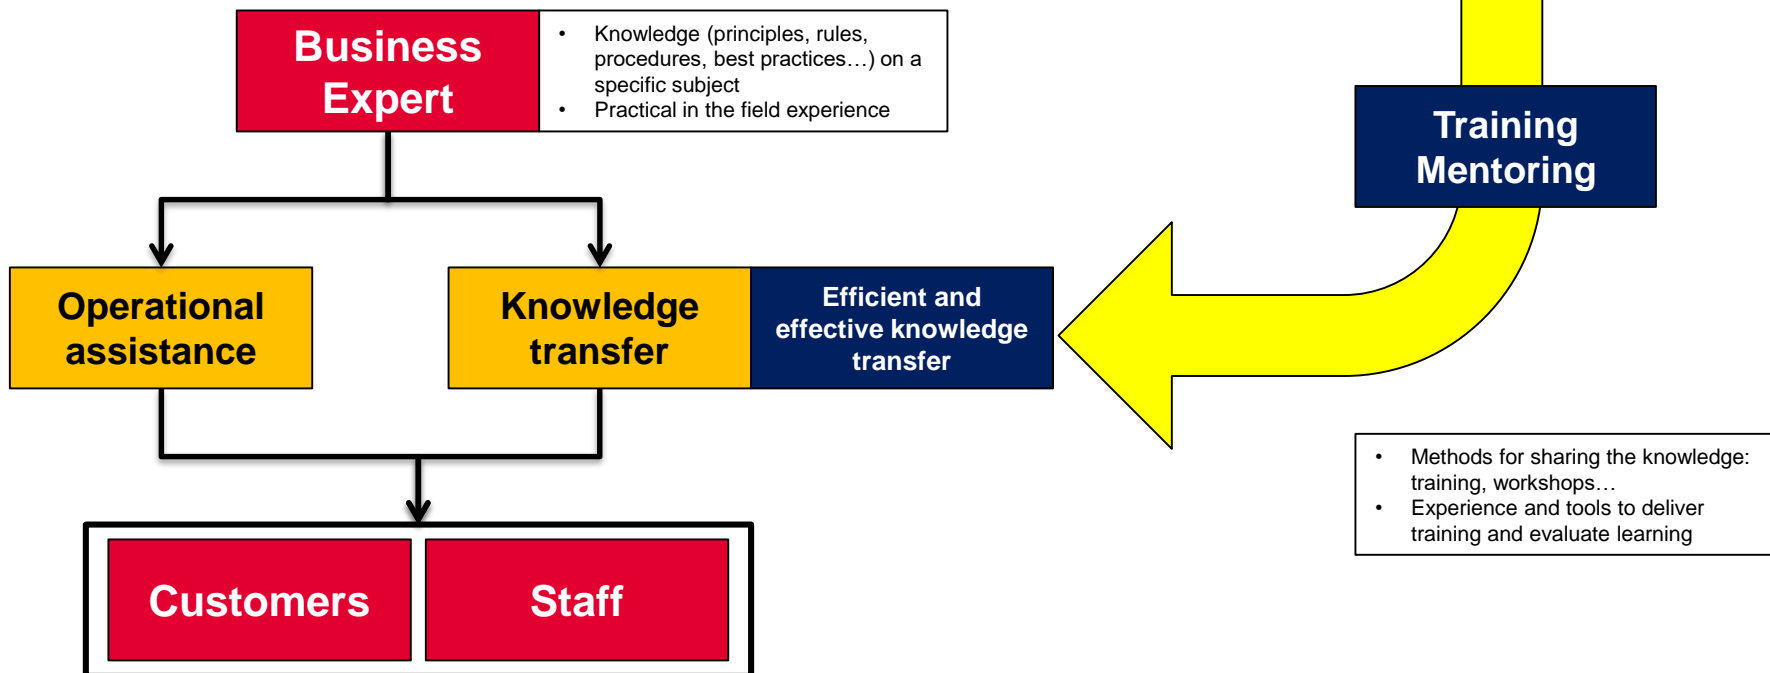 Business
Expert
• Knowledge (principles, rules,
procedures, best practices…) on a
specific subject
• Practical in the field experience
Training
Mentoring
Operational
assistance
Knowledge
transfer
Efficient and
effective knowledge
transfer
• Methods for sharing the knowledge:
training, workshops…
• Experience and tools to deliver
training and evaluate learning
Customers
Staff